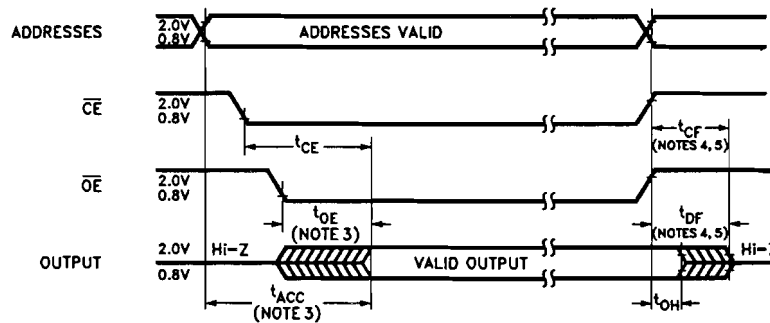 ADDRESSES
2.0V
0.8V
ADDRESSES VALID
CE
2.0V
0.8V
tCE
tCF
(NOTES 4, 5)
OE
2.0V
0.8V
tOE
(NOTE 3)
tDF
(NOTES 4, 5)
OUTPUT
2.0V
0.8V
Hi-Z
VALID OUTPUT
Hi-Z
tACC
(NOTE 3)
tOH